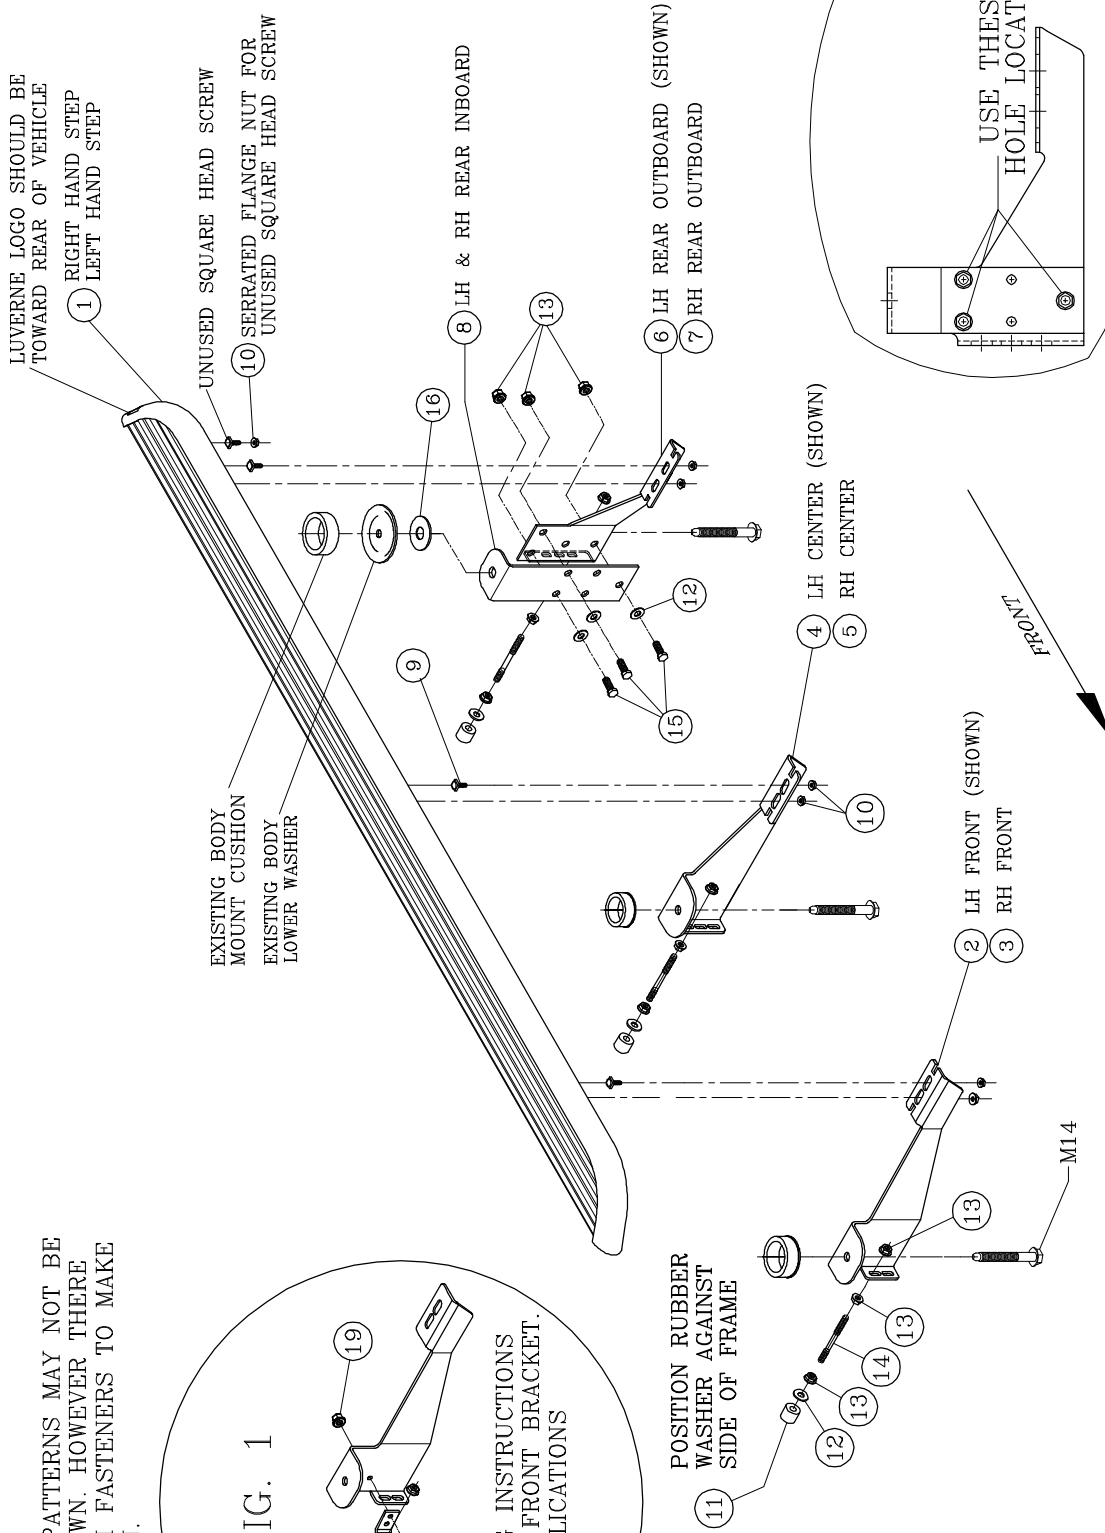 LUVERNE LOGO SHOULD BE
TOWARD REAR OF VEHICLE
1
RIGHT HAND STEP
LEFT HAND STEP
UNUSED SQUARE HEAD SCREW
10 SERRATED FLANGE NUT FOR
UNUSED SQUARE HEAD SCREW
8 LH & RH REAR INBOARD
13
16
6 LH REAR OUTBOARD (SHOWN)
7 RH REAR OUTBOARD
USE THES
HOLE LOCAT
EXISTING BODY
MOUNT CUSHION
EXISTING BODY
LOWER WASHER
9
12
15
4 LH CENTER (SHOWN)
5 RH CENTER
10
FRONT
2 LH FRONT (SHOWN)
3 RH FRONT
M14
13
POSITION RUBBER
WASHER AGAINST
SIDE OF FRAME
13
14
13
12
11
PATTERNS MAY NOT BE
WN. HOWEVER THERE
FASTENERS TO MAKE
19
IG. 1
INSTRUCTIONS
FRONT BRACKET.
LICATIONS